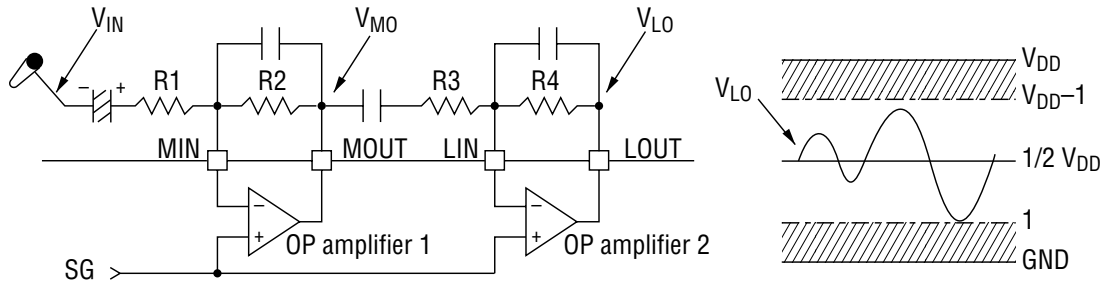 V_IN
V_MO
V_LO
− +
R1
R2
R3
R4
MIN
MOUT
LIN
LOUT
−
+
OP amplifier 1
−
+
OP amplifier 2
SG
V_LO
V_DD
V_DD−1
1/2 V_DD
1
GND